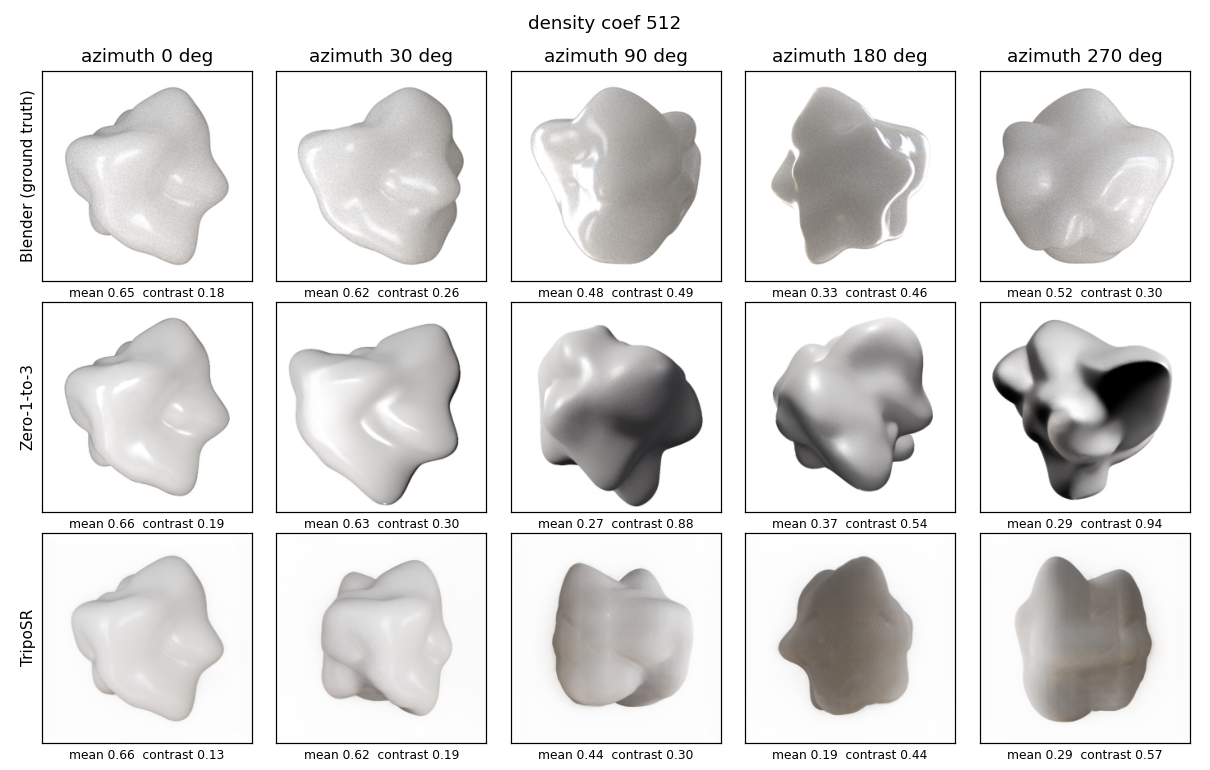 density coef 512
azimuth 0 deg
azimuth 30 deg
azimuth 90 deg
azimuth 180 deg
azimuth 270 deg
Blender (ground truth)
mean 0.65 contrast 0.18
mean 0.62 contrast 0.26
mean 0.48 contrast 0.49
mean 0.33 contrast 0.46
mean 0.52 contrast 0.30
Zero-1-to-3
mean 0.66 contrast 0.19
mean 0.63 contrast 0.30
mean 0.27 contrast 0.88
mean 0.37 contrast 0.54
mean 0.29 contrast 0.94
TripoSR
mean 0.66 contrast 0.13
mean 0.62 contrast 0.19
mean 0.44 contrast 0.30
mean 0.19 contrast 0.44
mean 0.29 contrast 0.57